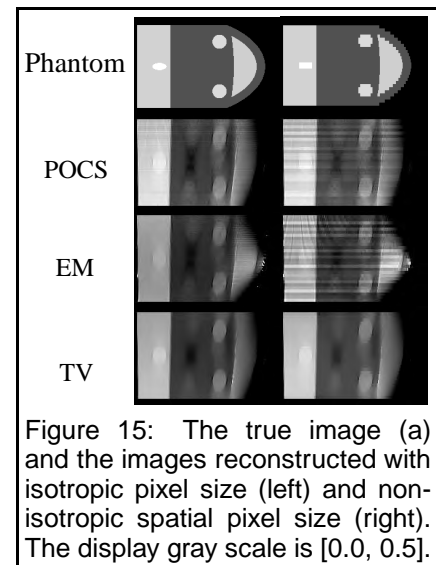 Phantom
POCS
EM
TV
Figure 15: The true image (a)
and the images reconstructed with
isotropic pixel size (left) and non-
isotropic spatial pixel size (right).
The display gray scale is [0.0, 0.5].